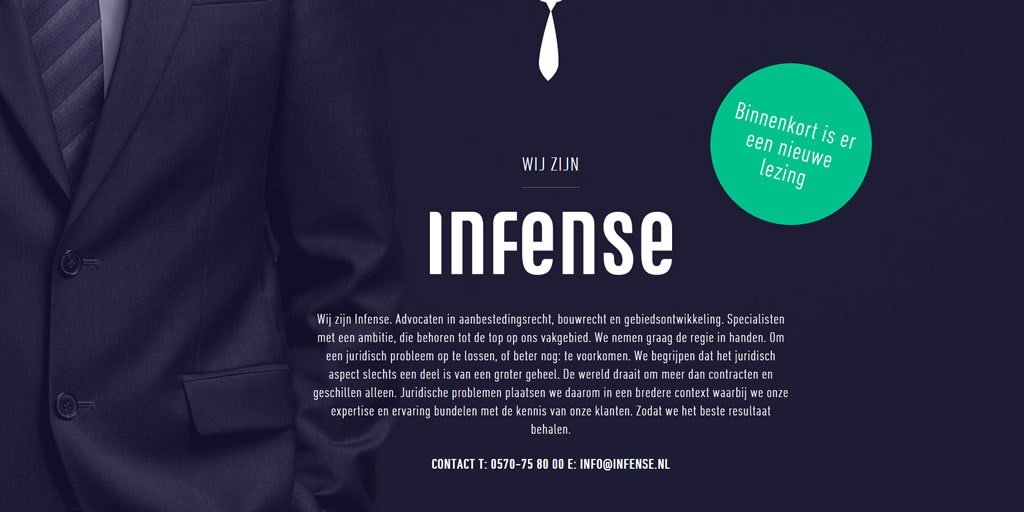 Binnenkort is er
een nieuwe
lezing
WIJ ZIJN
INFENSE
Wij zijn Infense. Advocaten in aanbestedingsrecht, bouwrecht en gebiedsontwikkeling. Specialisten
met een ambitie, die behoren tot de top op ons vakgebied. We nemen graag de regie in handen. Om
een juridisch probleem op te lossen, of beter nog: te voorkomen. We begrijpen dat het juridisch
aspect slechts een deel is van een groter geheel. De wereld draait om meer dan contracten en
geschillen alleen. Juridische problemen plaatsen we daarom in een bredere context waarbij we onze
expertise en ervaring bundelen met de kennis van onze klanten. Zodat we het beste resultaat
behalen.
CONTACT T: 0570-75 80 00 E: INFO@INFENSE.NL